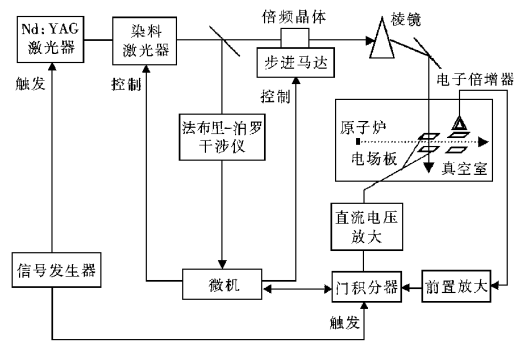 Nd:YAG
激光器
染料
激光器
倍频晶体
步进马达
棱镜
触发
控制
控制
电子倍增器
法布里-泊罗
干涉仪
原子炉
电场板
真空室
直流电压
放大
信号发生器
微机
门积分器
前置放大
触发